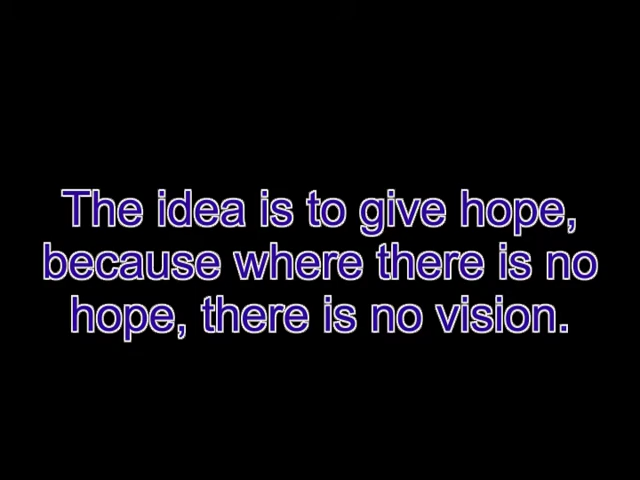 The idea is to give hope,
because where there is no
hope, there is no vision.